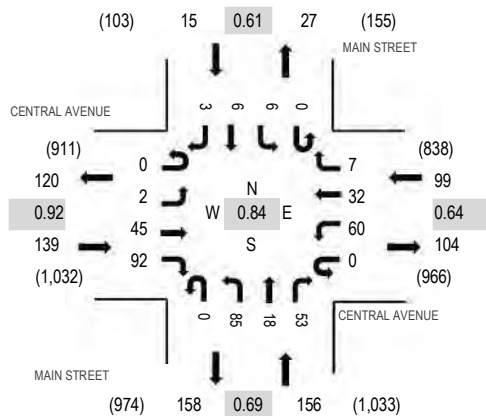 (103) 15 0.61 27 (155)
MAIN STREET
CENTRAL AVENUE
3 6 6 0
(911) 0 7 (838)
120 2 N 32 99
0.92 45 W 0.84 E 60 0.64
139 92 S 0 104
(1,032) (966)
0 85 18 53
CENTRAL AVENUE
MAIN STREET
(974) 158 0.69 156 (1,033)